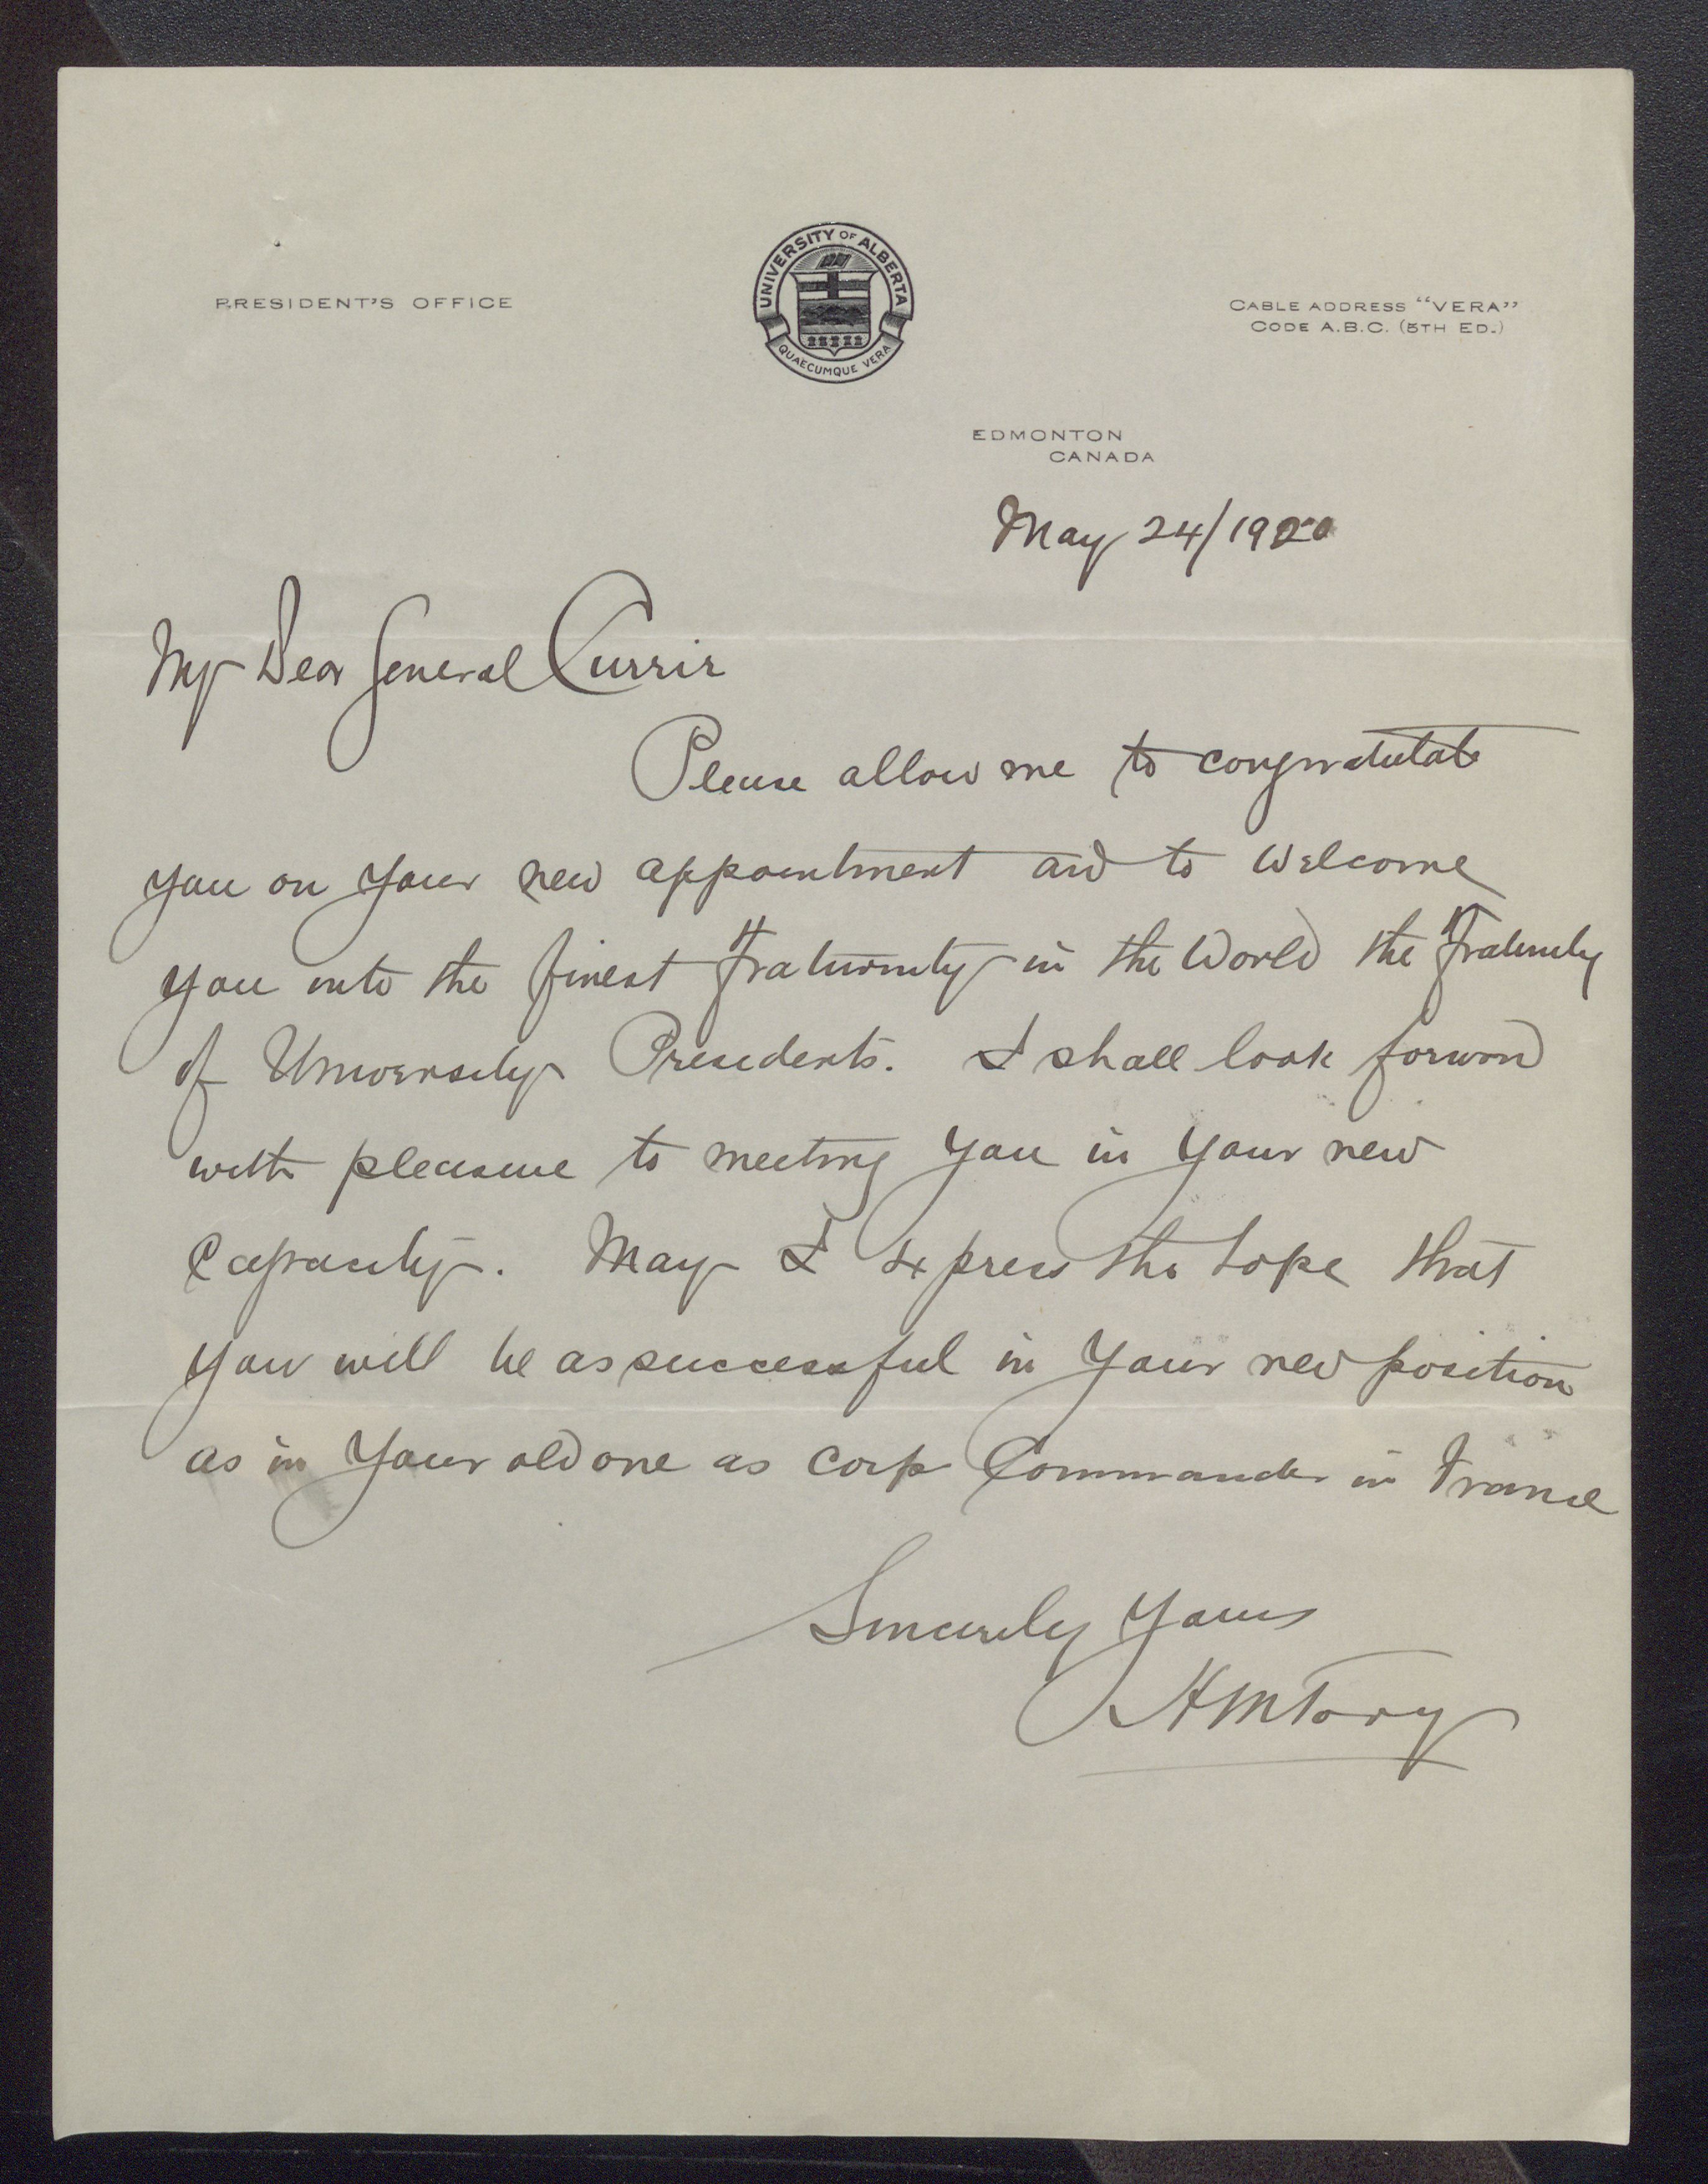 PRESIDENT'S OFFICE
UNIVERSITY OF ALBERTA
QUAECUMQUE VERA
CABLE ADDRESS "VERA"
CODE A.B.C. (5TH ED.)
EDMONTON
CANADA
May 24/1920
My Dear General Currie
Please allow me to congratulate
you on your new appointment and to welcome
you into the finest fraternity in the World the fraternity
of University Presidents. I shall look forward
with pleasure to meeting you in your new
Capacity. May I express the hope that
you will be as successful in your new position
as in your old one as Corp Commander in France
Sincerely Yours
HMTory